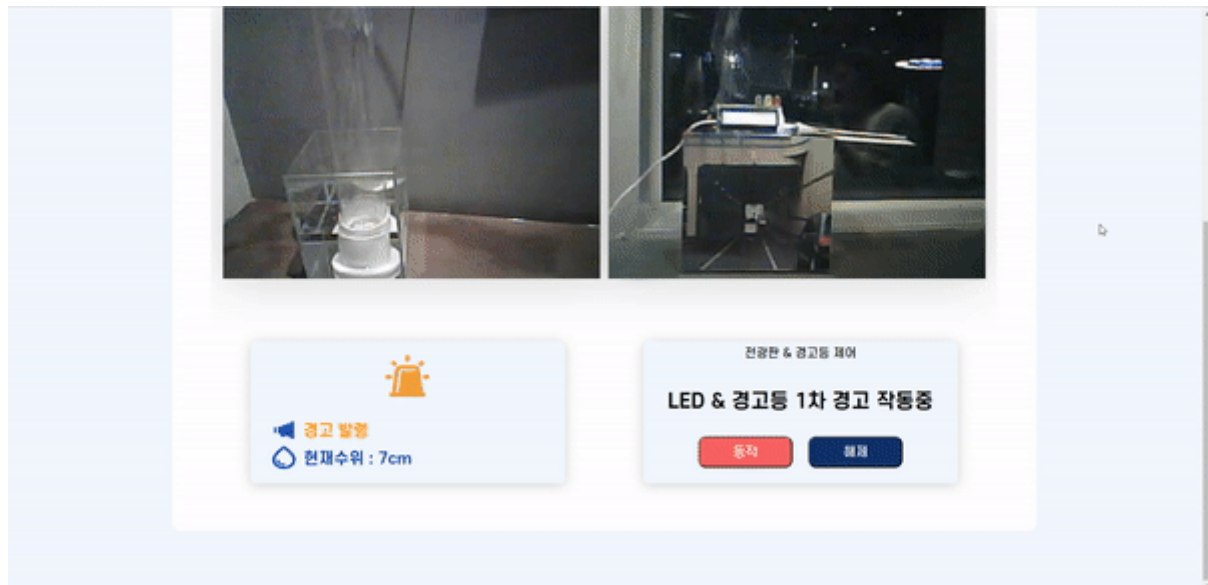 경고 발령
현재수위 : 7cm
전광판 & 경고등 제어
LED & 경고등 1차 경고 작동중
동작
해제